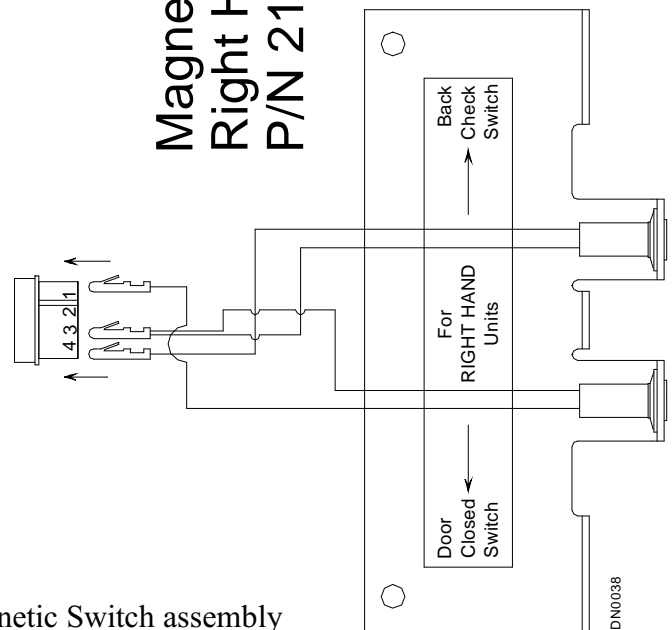 Magne
Right H
P/N 21
4 3 2 1
Back
Check
Switch
For
RIGHT HAND
Units
Door
Closed
Switch
DN0038
netic Switch assembly